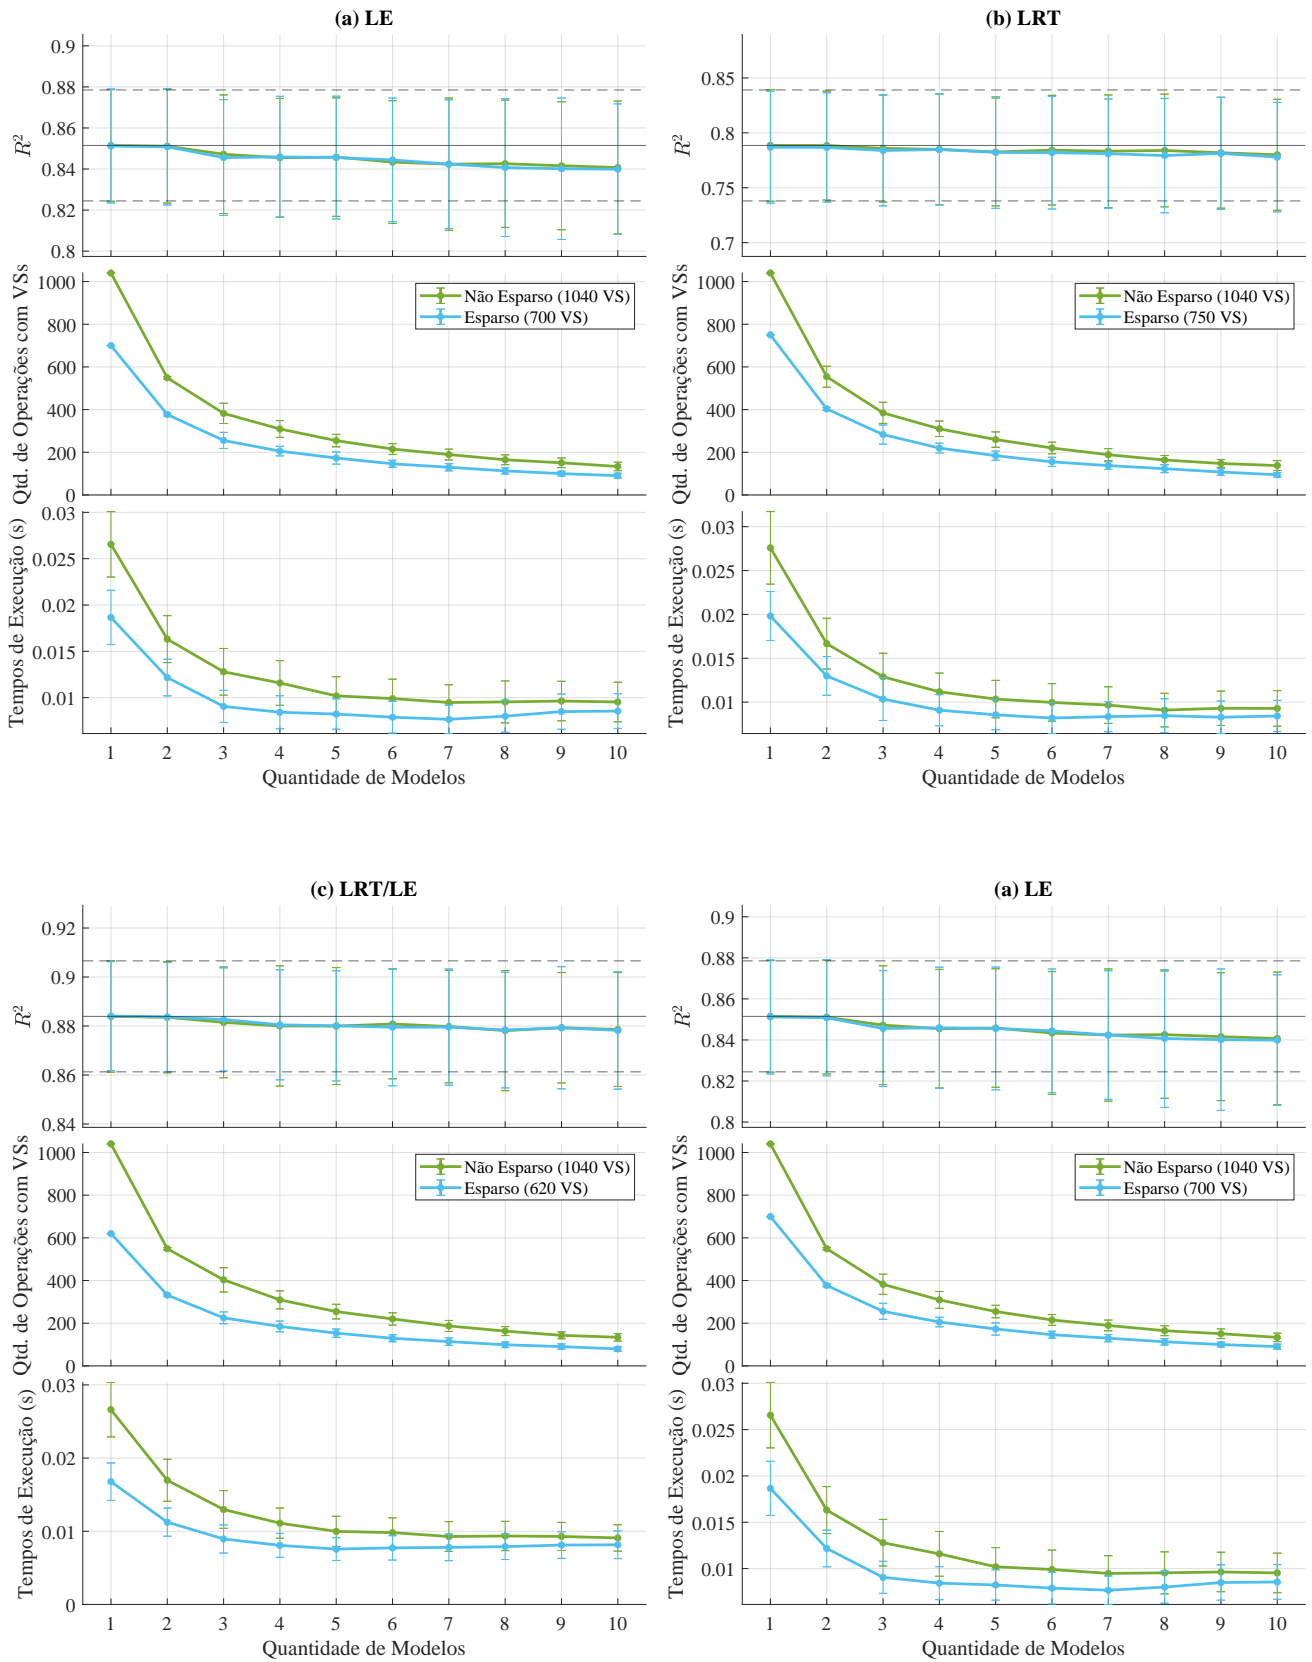 (a) LE
0.9
0.88
0.86
0.84
0.82
0.8
R²
1000
800
600
400
200
0
Qtd. de Operações com VSs
Não Esparso (1040 VS)
Esparso (700 VS)
0.03
0.025
0.02
0.015
0.01
Tempos de Execução (s)
1 2 3 4 5 6 7 8 9 10
Quantidade de Modelos
(b) LRT
0.85
0.8
0.75
0.7
R²
1000
800
600
400
200
0
Qtd. de Operações com VSs
Não Esparso (1040 VS)
Esparso (750 VS)
0.03
0.025
0.02
0.015
0.01
Tempos de Execução (s)
1 2 3 4 5 6 7 8 9 10
Quantidade de Modelos
(c) LRT/LE
0.92
0.9
0.88
0.86
0.84
R²
1000
800
600
400
200
0
Qtd. de Operações com VSs
Não Esparso (1040 VS)
Esparso (620 VS)
0.03
0.02
0.01
0
Tempos de Execução (s)
1 2 3 4 5 6 7 8 9 10
Quantidade de Modelos
(a) LE
0.9
0.88
0.86
0.84
0.82
0.8
R²
1000
800
600
400
200
0
Qtd. de Operações com VSs
Não Esparso (1040 VS)
Esparso (700 VS)
0.03
0.025
0.02
0.015
0.01
Tempos de Execução (s)
1 2 3 4 5 6 7 8 9 10
Quantidade de Modelos